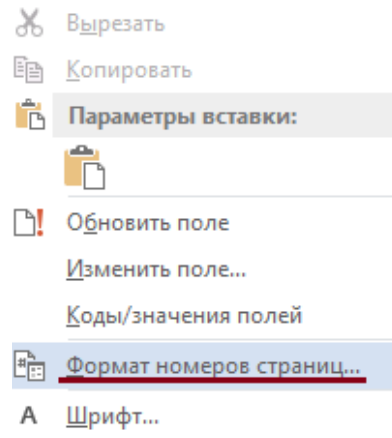 Вырезать
Копировать
Параметры вставки:
Обновить поле
Изменить поле...
Коды/значения полей
Формат номеров страниц...
Шрифт...